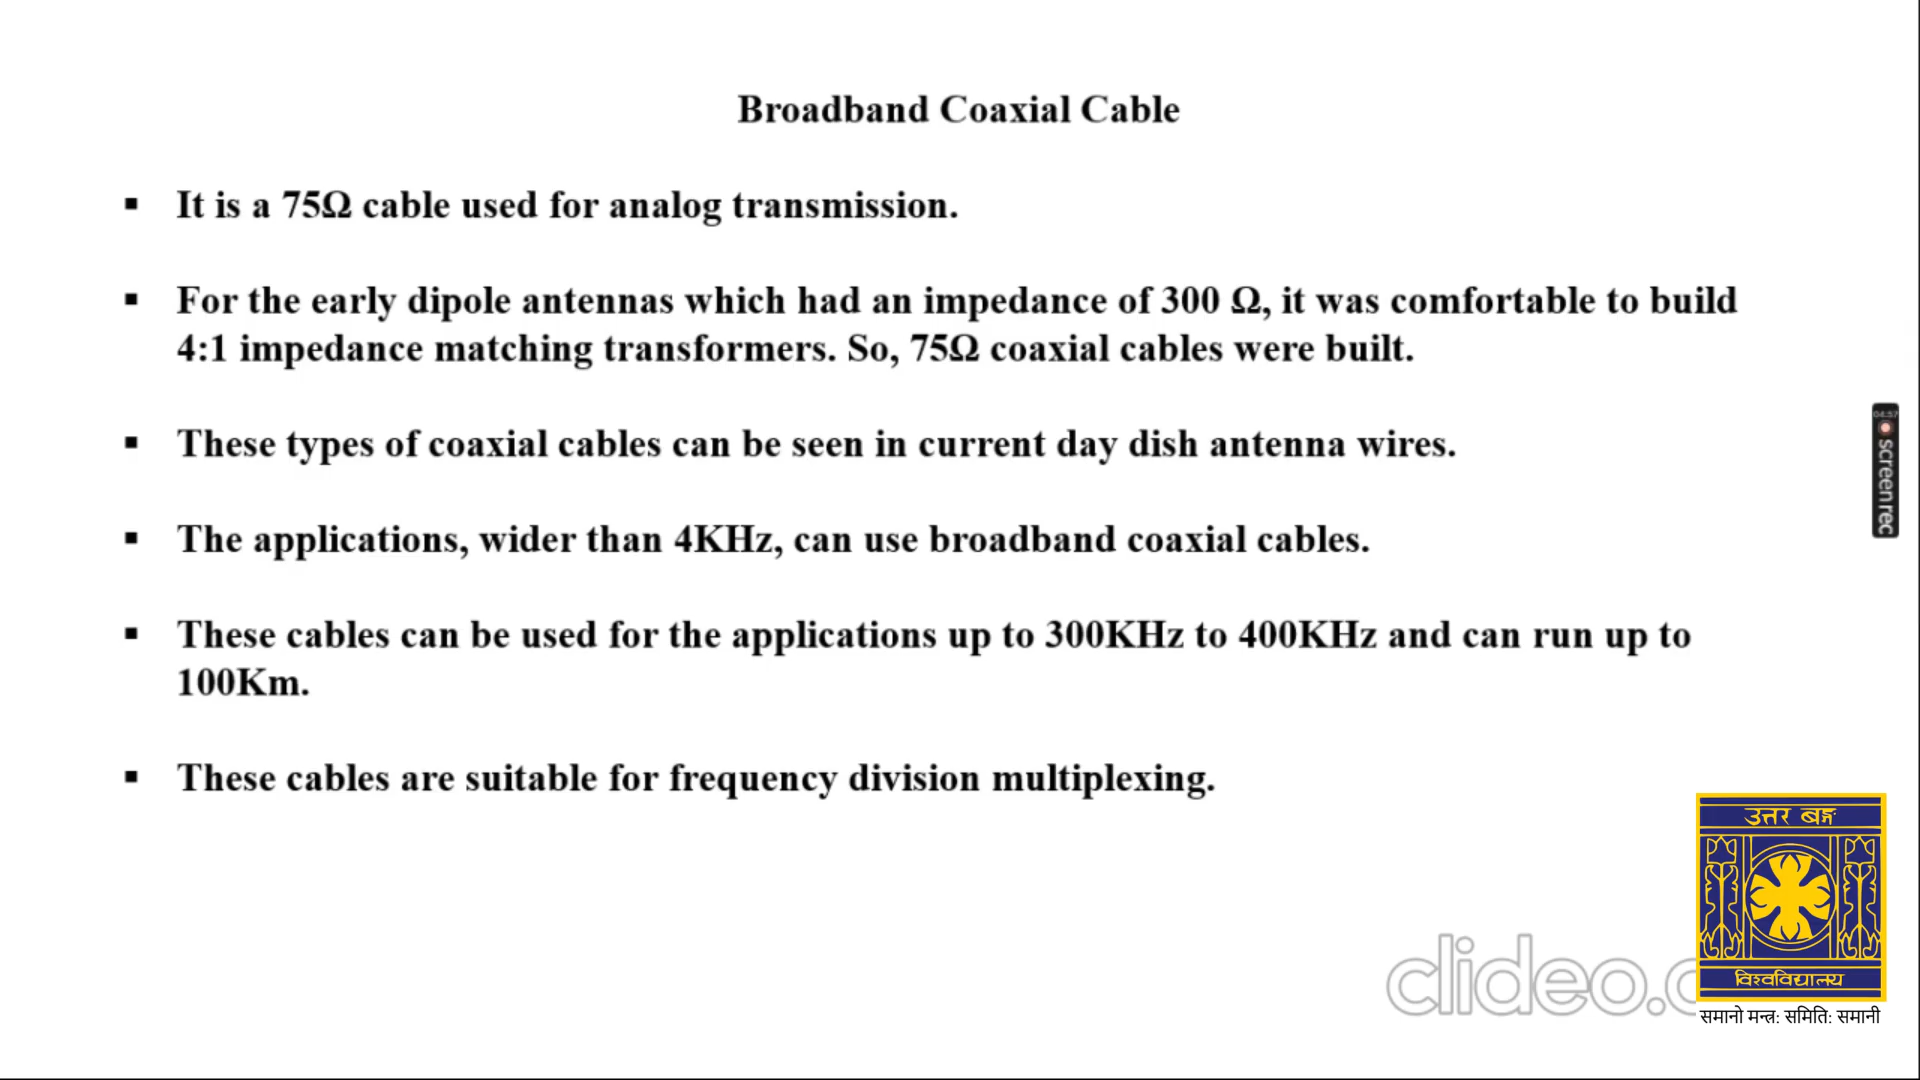 Broadband Coaxial Cable
▪ It is a 75Ω cable used for analog transmission.
▪ For the early dipole antennas which had an impedance of 300 Ω, it was comfortable to build
4:1 impedance matching transformers. So, 75Ω coaxial cables were built.
▪ These types of coaxial cables can be seen in current day dish antenna wires.
▪ The applications, wider than 4KHz, can use broadband coaxial cables.
▪ These cables can be used for the applications up to 300KHz to 400KHz and can run up to
100Km.
▪ These cables are suitable for frequency division multiplexing.
04:57
screenrec
clideo.c
उत्तर बङ्ग
विश्वविद्यालय
समानो मन्त्र: समिति: समानी